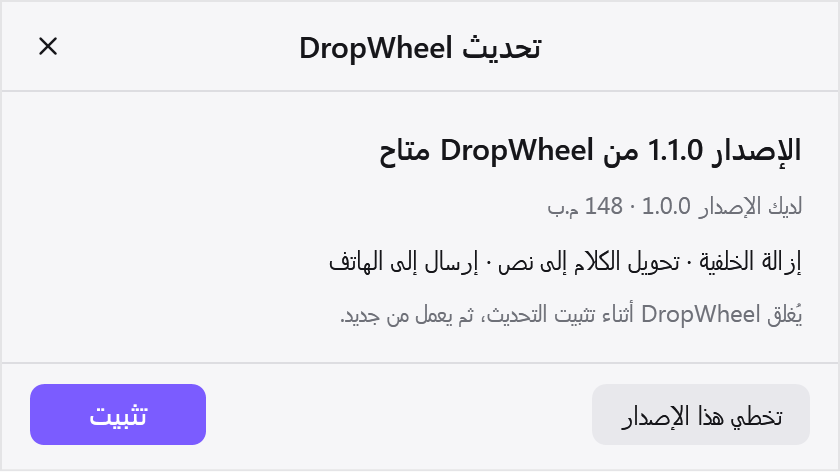 تحديث DropWheel
الإصدار 1.1.0 من DropWheel متاح
لديك الإصدار 1.0.0 · 148 م.ب
إزالة الخلفية · تحويل الكلام إلى نص · إرسال إلى الهاتف
يُغلق DropWheel أثناء تثبيت التحديث، ثم يعمل من جديد.
تخطي هذا الإصدار
تثبيت